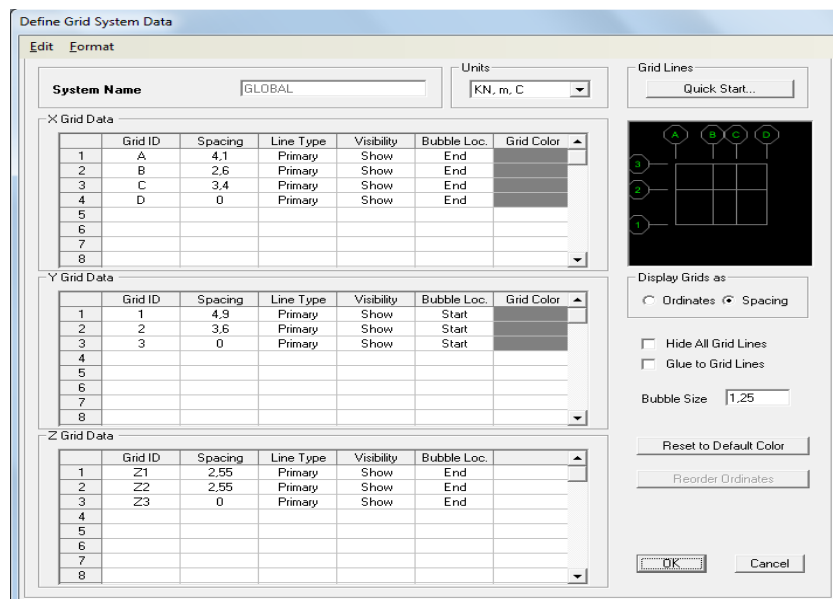 Define Grid System Data
Edit Format
System Name GLOBAL
Units
KN, m, C
Grid Lines
Quick Start...
X Grid Data
Grid ID Spacing Line Type Visibility Bubble Loc. Grid Color
1 A 4,1 Primary Show End
2 B 2,6 Primary Show End
3 C 3,4 Primary Show End
4 D 0 Primary Show End
5
6
7
8
A B C D
3
2
1
Y Grid Data
Grid ID Spacing Line Type Visibility Bubble Loc. Grid Color
1 1 4,9 Primary Show Start
2 2 3,6 Primary Show Start
3 3 0 Primary Show Start
4
5
6
7
8
Display Grids as
Ordinates Spacing
Hide All Grid Lines
Glue to Grid Lines
Bubble Size 1,25
Z Grid Data
Grid ID Spacing Line Type Visibility Bubble Loc.
1 Z1 2,55 Primary Show End
2 Z2 2,55 Primary Show End
3 Z3 0 Primary Show End
4
5
6
7
8
Reset to Default Color
Reorder Ordinates
OK Cancel